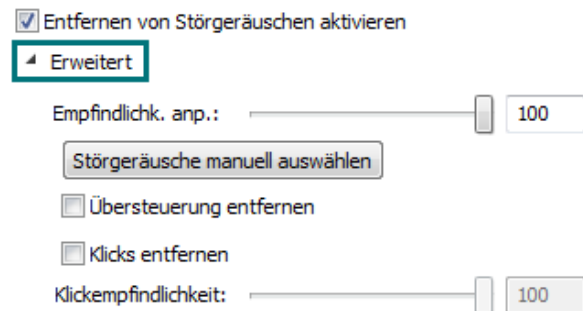 Entfernen von Störgeräuschen aktivieren
Erweitert
Empfindlichk. anp.: 100
Störgeräusche manuell auswählen
Übersteuerung entfernen
Klicks entfernen
Klickempfindlichkeit: 100